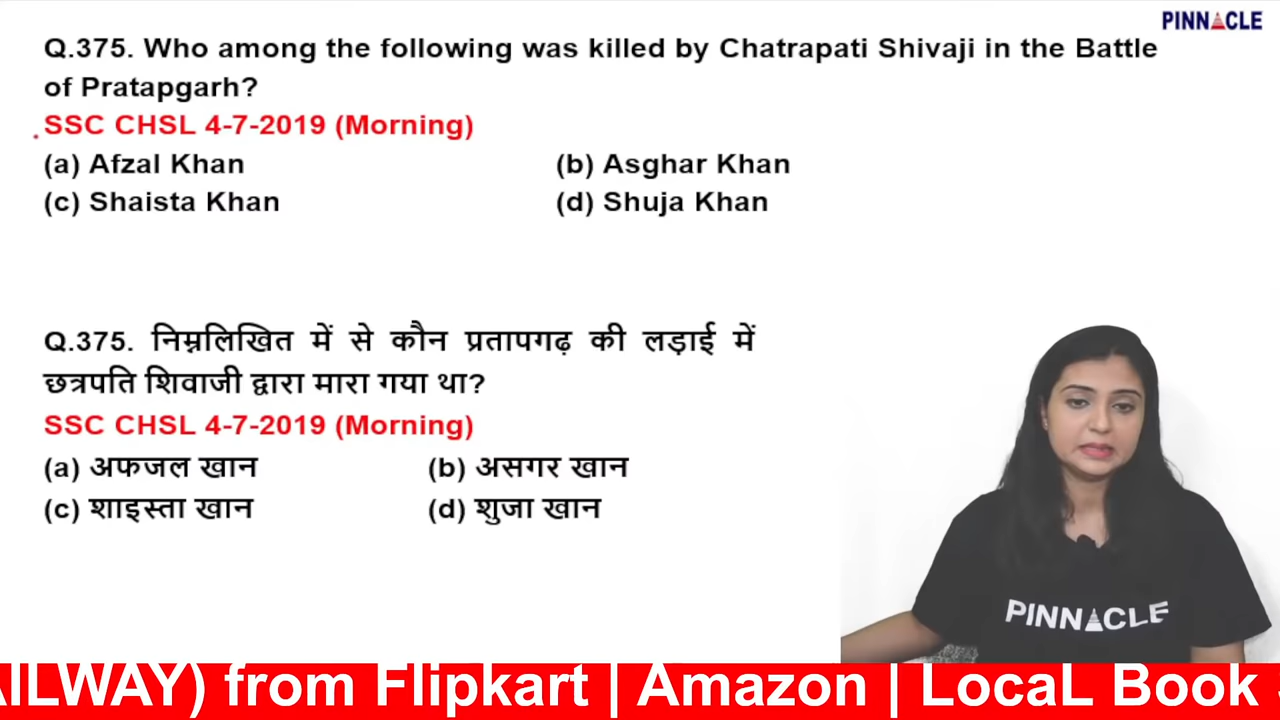 PINNACLE
Q.375. Who among the following was killed by Chatrapati Shivaji in the Battle
of Pratapgarh?
SSC CHSL 4-7-2019 (Morning)
(a) Afzal Khan (b) Asghar Khan
(c) Shaista Khan (d) Shuja Khan
Q.375. निम्नलिखित में से कौन प्रतापगढ़ की लड़ाई में
छत्रपति शिवाजी द्वारा मारा गया था?
SSC CHSL 4-7-2019 (Morning)
(a) अफजल खान (b) असगर खान
(c) शाइस्ता खान (d) शुजा खान
PINNACLE
AILWAY) from Flipkart | Amazon | LocaL Book